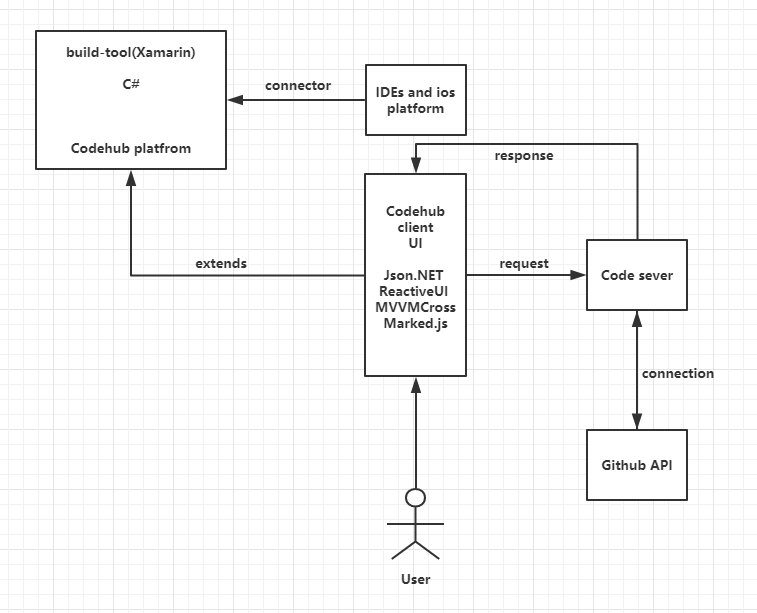 build-tool(Xamarin)
C#
Codehub platfrom
connector
IDEs and ios
platform
response
Codehub
client
UI
Json.NET
ReactiveUI
MVVMCross
Marked.js
extends
request
Code sever
connection
Github API
User